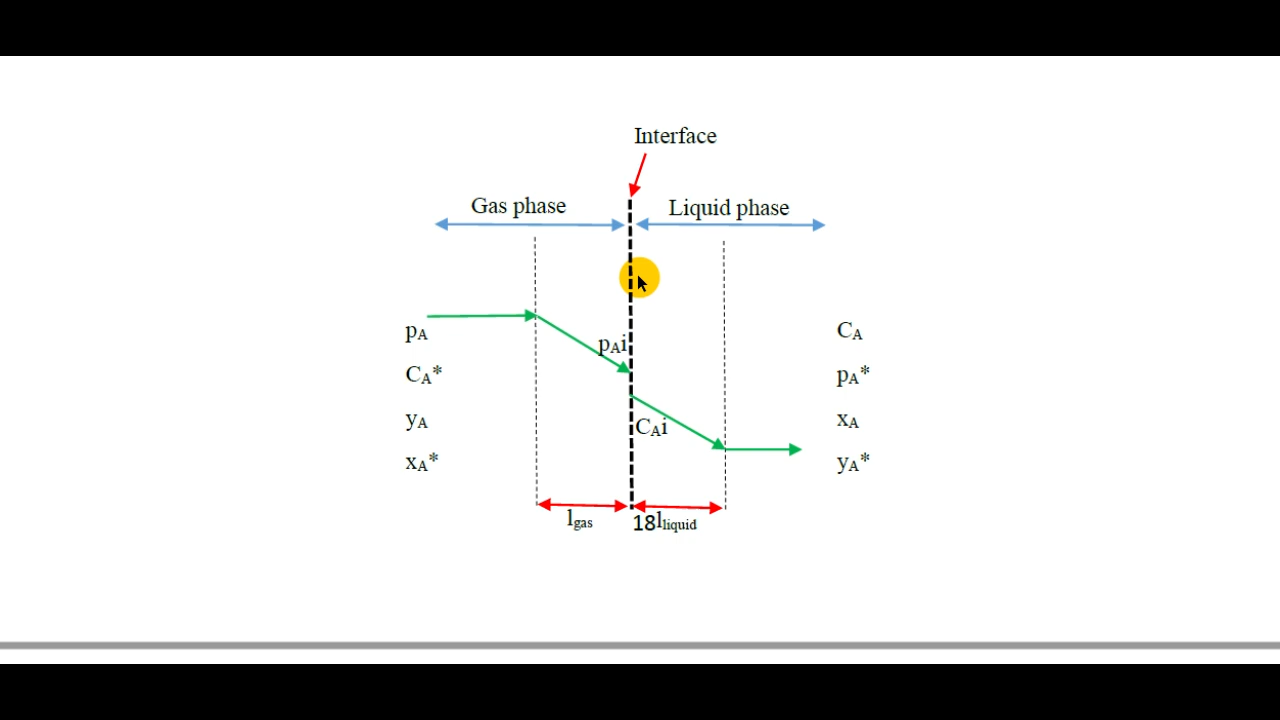 Interface
Gas phase
Liquid phase
pA
CA*
yA
xA*
pAi
CAi
CA
pA*
xA
yA*
lgas
18lliquid